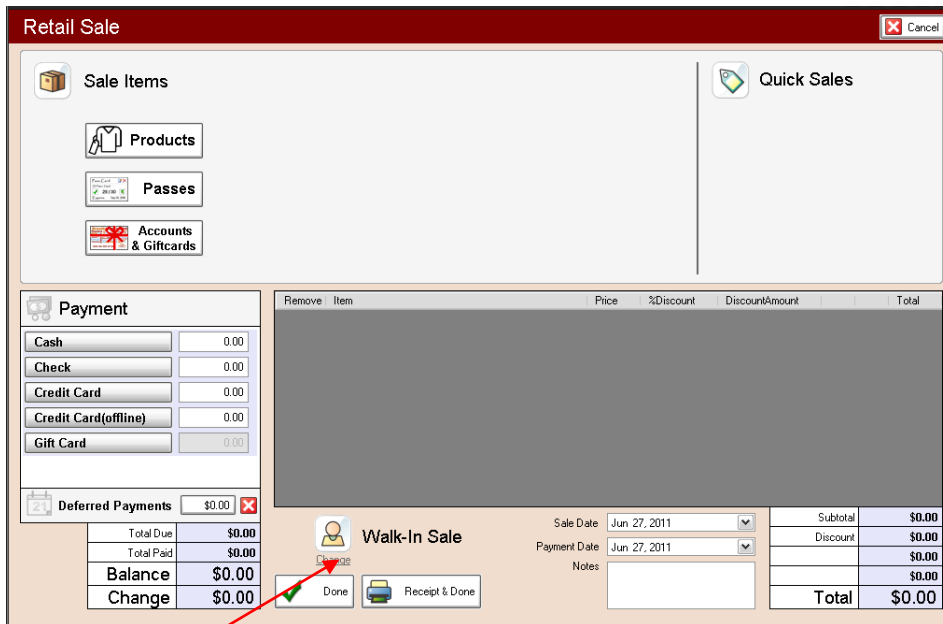 Retail Sale
Cancel
Sale Items
Quick Sales
Products
Passes
Accounts
& Giftcards
Payment
Remove Item Price %Discount DiscountAmount Total
Cash 0.00
Check 0.00
Credit Card 0.00
Credit Card(offline) 0.00
Gift Card 0.00
21 Deferred Payments $0.00
Total Due $0.00
Total Paid $0.00
Balance $0.00
Change $0.00
Walk-In Sale
Change
Done
Receipt & Done
Sale Date Jun 27, 2011
Payment Date Jun 27, 2011
Notes
Subtotal $0.00
Discount $0.00
$0.00
$0.00
Total $0.00